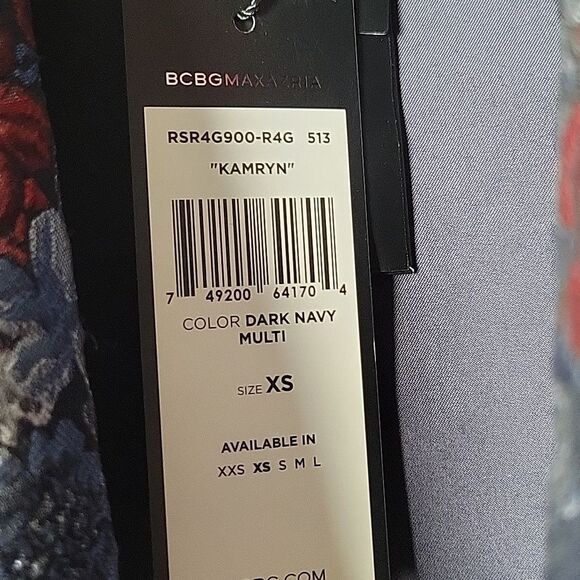 BCBGMAXAZRIA
RSR4G900-R4G 513
"KAMRYN"
7 49200 64170 4
COLOR DARK NAVY
MULTI
SIZE XS
AVAILABLE IN
XXS XS S M L